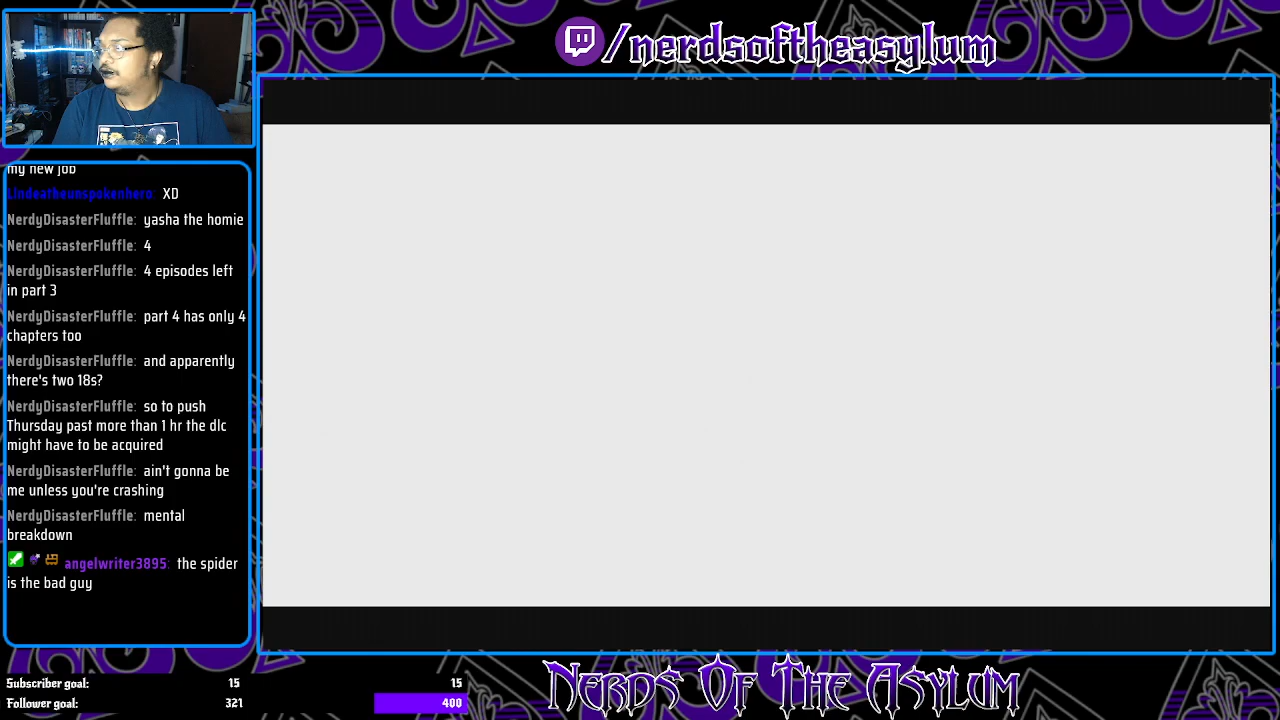 /nerdsoftheasylum
my new job
Lindeatheunspokenhero: XD
NerdyDisasterFluffle: yasha the homie
NerdyDisasterFluffle: 4
NerdyDisasterFluffle: 4 episodes left
in part 3
NerdyDisasterFluffle: part 4 has only 4
chapters too
NerdyDisasterFluffle: and apparently
there's two 18s?
NerdyDisasterFluffle: so to push
Thursday past more than 1 hr the dlc
might have to be acquired
NerdyDisasterFluffle: ain't gonna be
me unless you're crashing
NerdyDisasterFluffle: mental
breakdown
angelwriter3895: the spider
is the bad guy
Subscriber goal: 15 15
Follower goal: 321 400
Nerds Of The Asylum